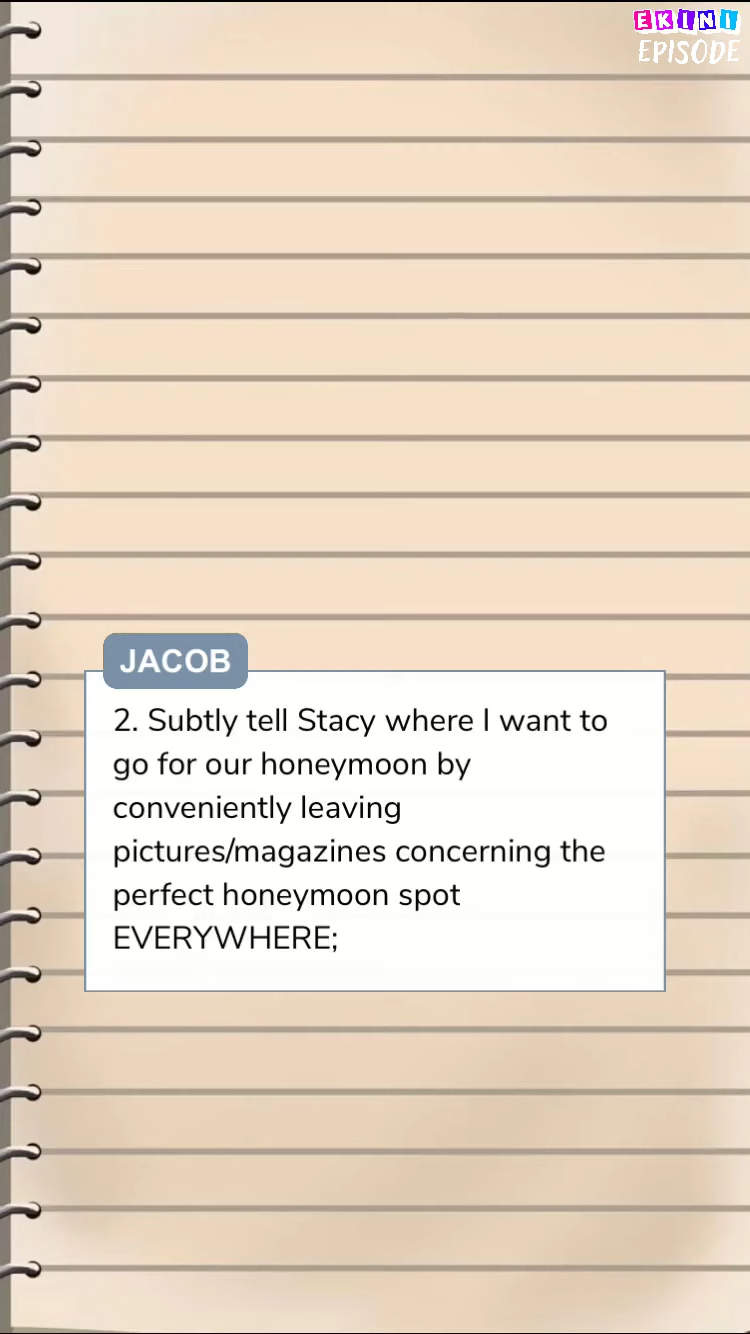 EKINI
EPISODE
JACOB
2. Subtly tell Stacy where I want to
go for our honeymoon by
conveniently leaving
pictures/magazines concerning the
perfect honeymoon spot
EVERYWHERE;